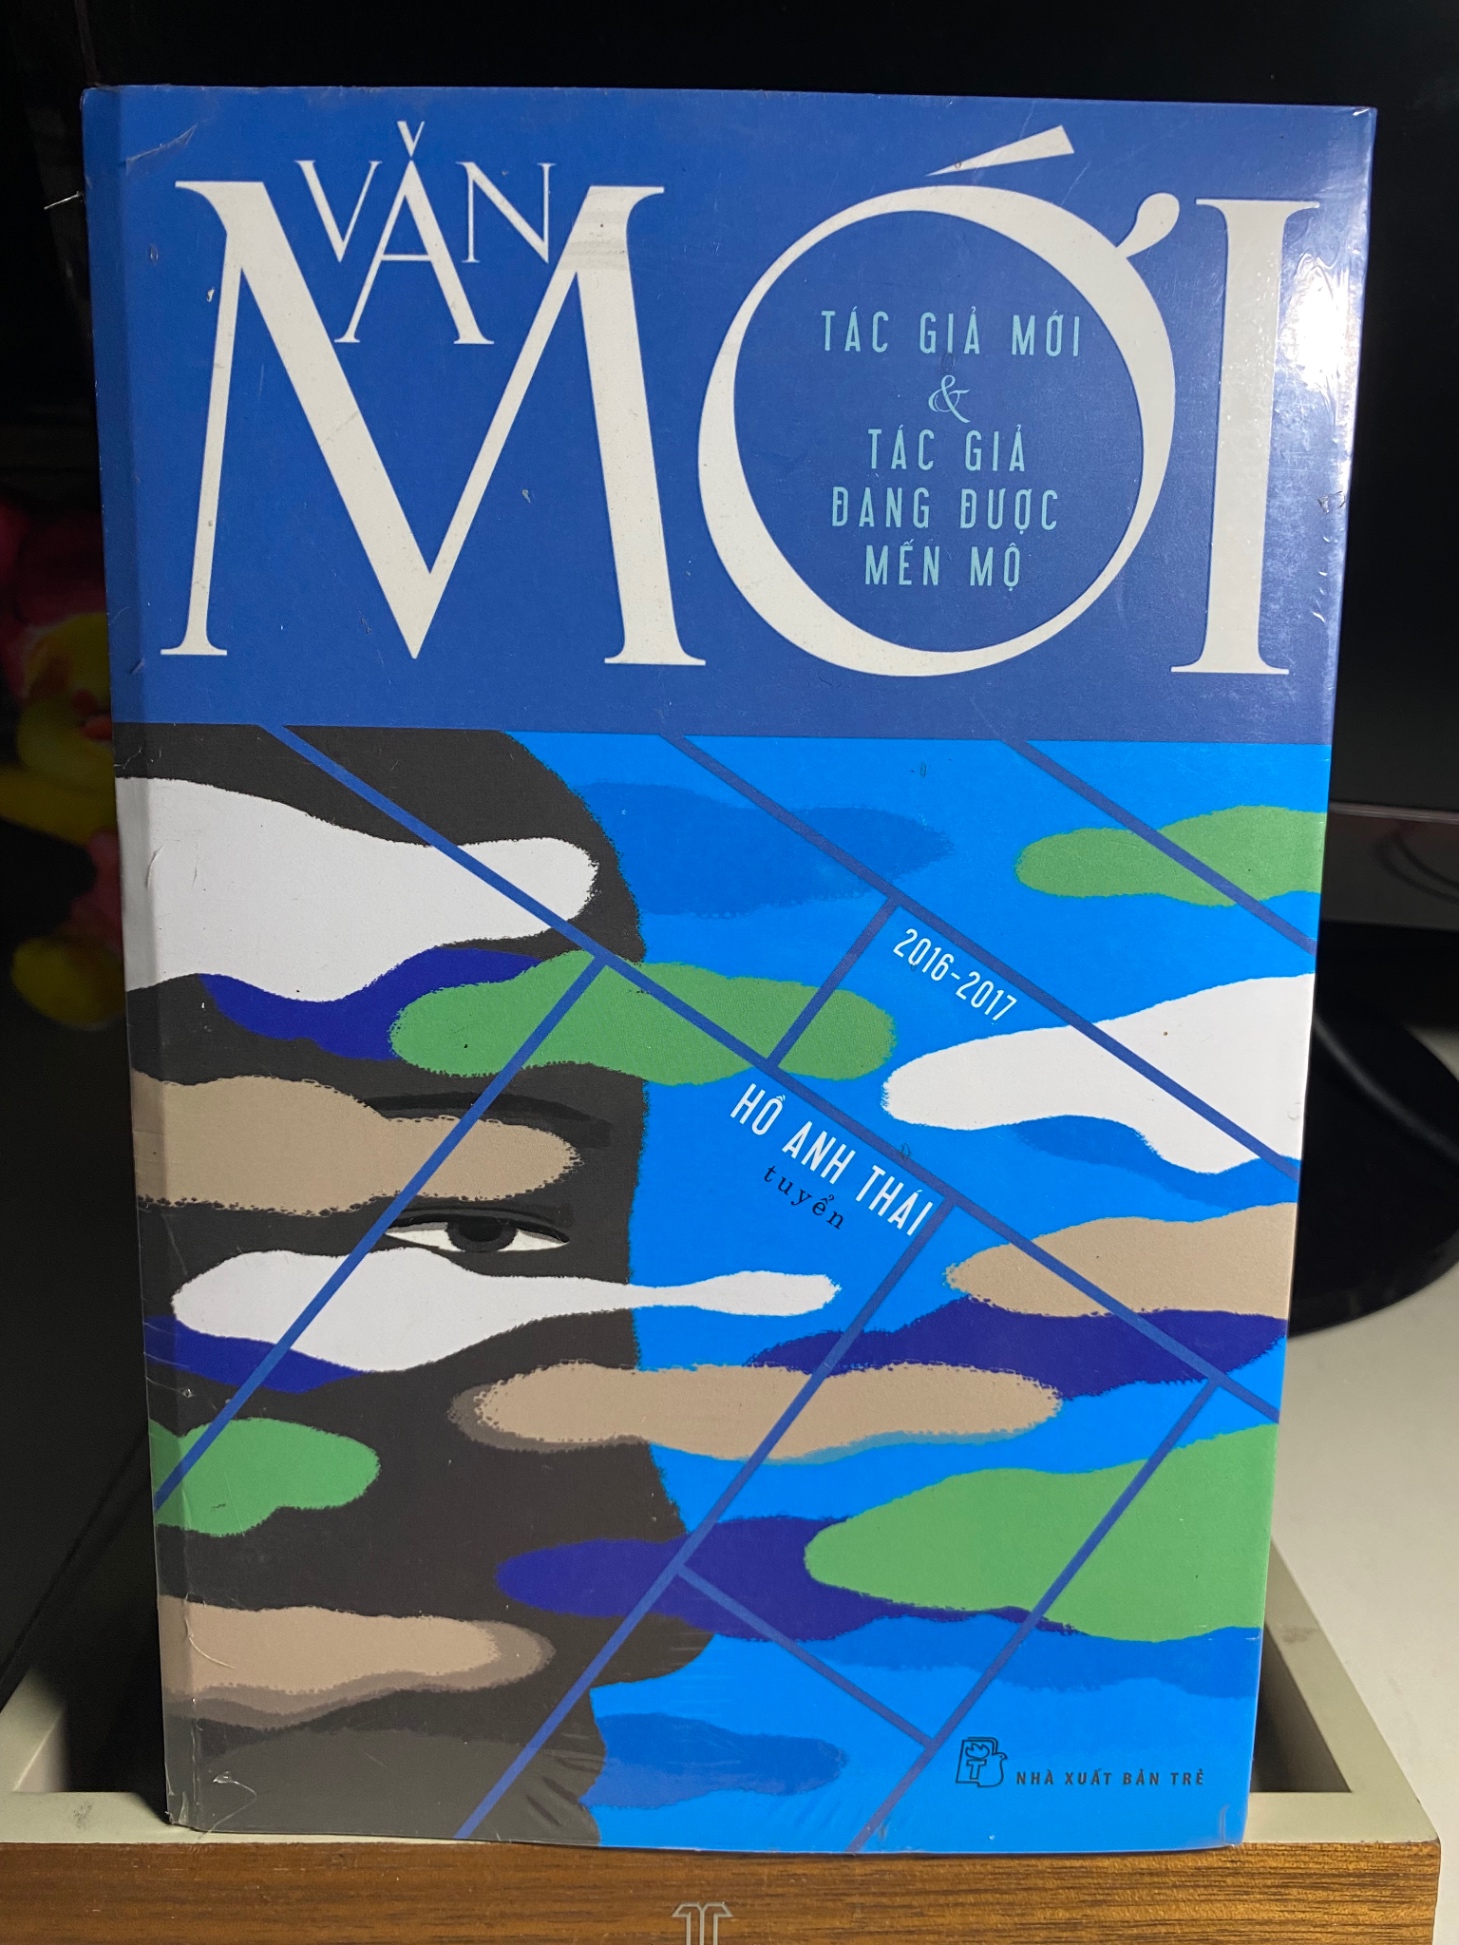 VĂN
MỚI
TÁC GIẢ MỚI
&
TÁC GIẢ
ĐANG ĐƯỢC
MẾN MỘ
2016-2017
HỒ ANH THÁI
tuyển
NHÀ XUẤT BẢN TRẺ